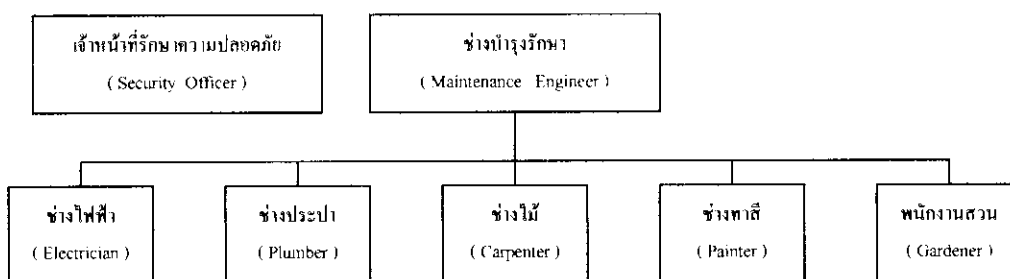 เจ้าหน้าที่รักษาความปลอดภัย
( Security Officer )
ช่างบำรุงรักษา
( Maintenance Engineer )
ช่างไฟฟ้า
( Electrician )
ช่างประปา
( Plumber )
ช่างไม้
( Carpenter )
ช่างทาสี
( Painter )
พนักงานสวน
( Gardener )